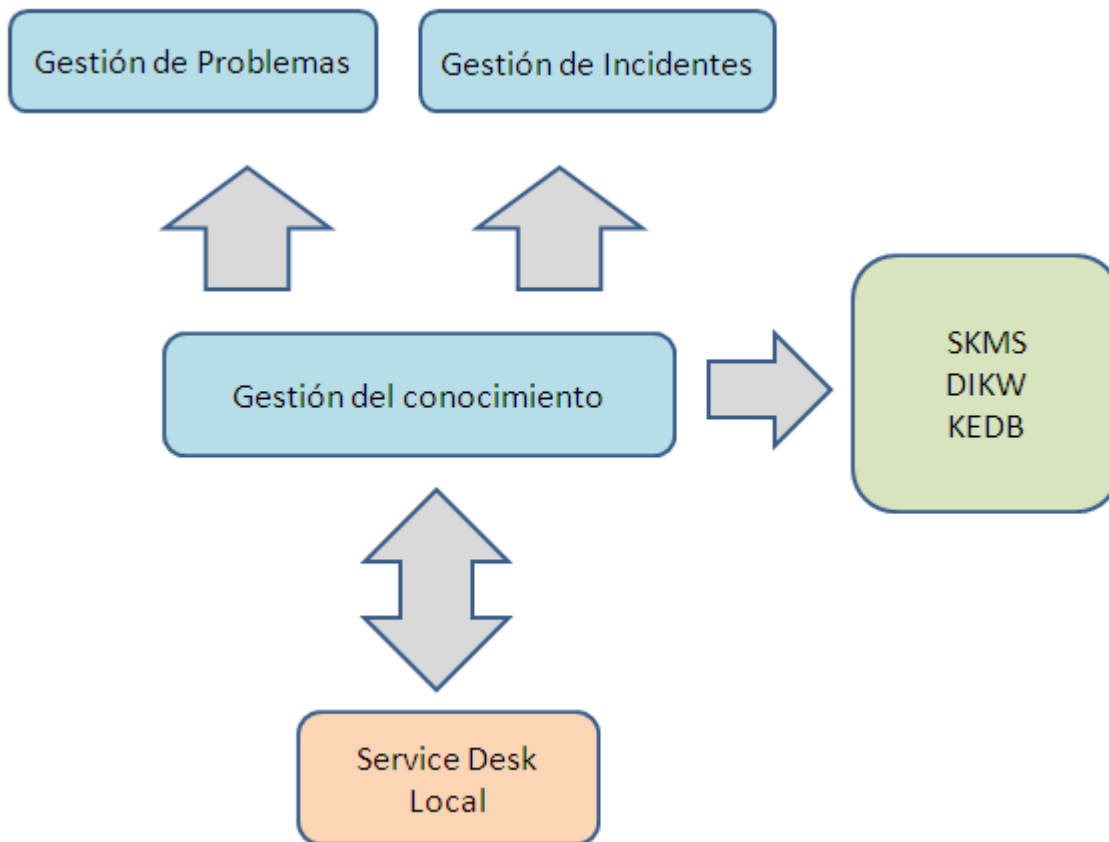 Gestión de Problemas
Gestión de Incidentes
Gestión del conocimiento
SKMS
DIKW
KEDB
Service Desk
Local